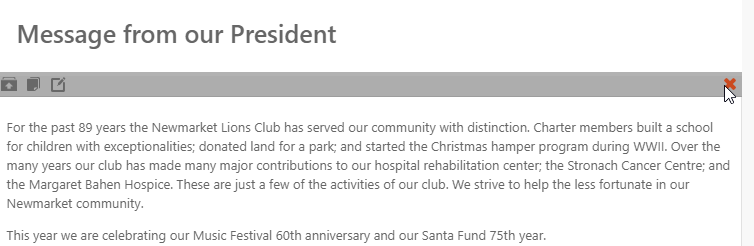 Message from our President
For the past 89 years the Newmarket Lions Club has served our community with distinction. Charter members built a school
for children with exceptionalities; donated land for a park; and started the Christmas hamper program during WWII. Over the
many years our club has made many major contributions to our hospital rehabilitation center; the Stronach Cancer Centre; and
the Margaret Bahen Hospice. These are just a few of the activities of our club. We strive to help the less fortunate in our
Newmarket community.
This year we are celebrating our Music Festival 60th anniversary and our Santa Fund 75th year.